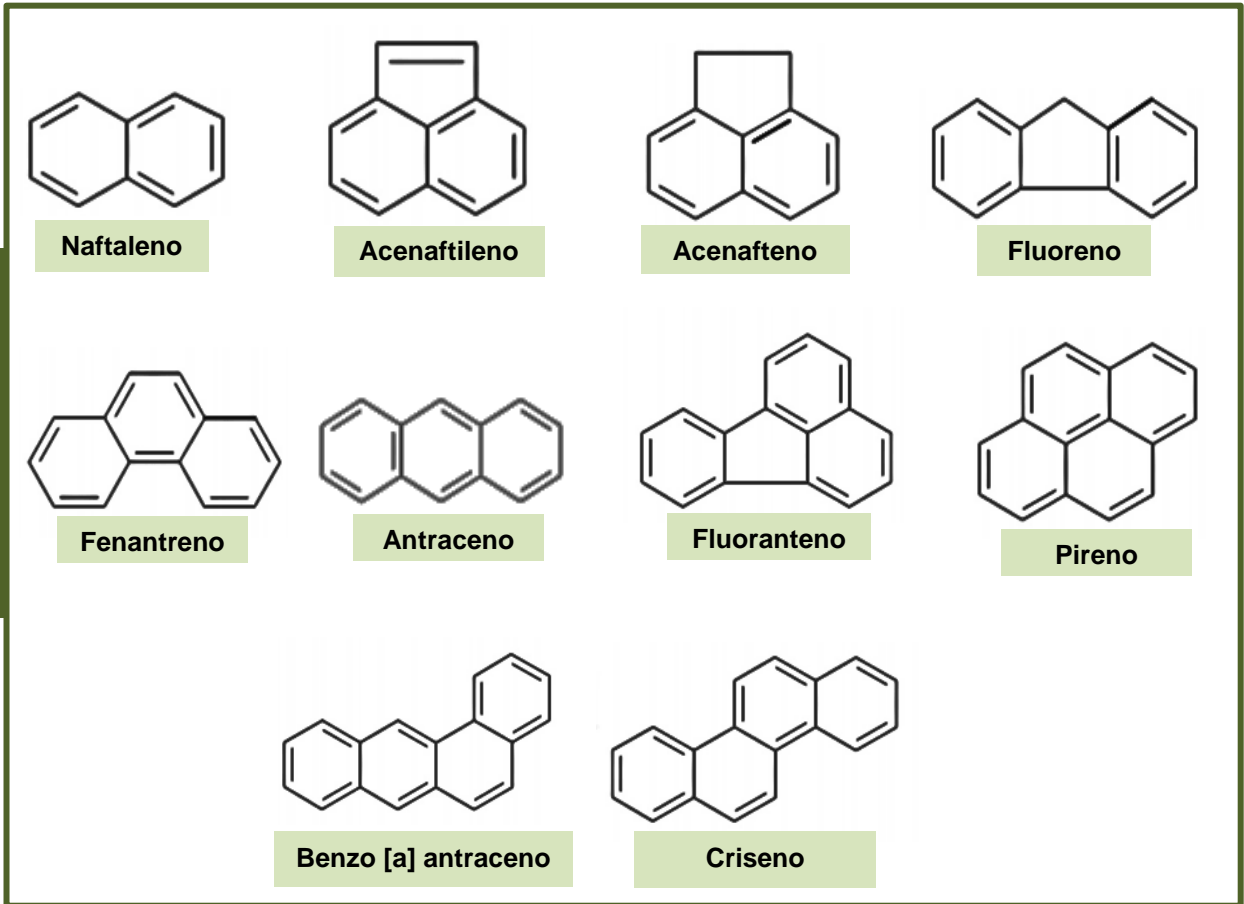 Naftaleno
Acenaftileno
Acenafteno
Fluoreno
Fenantreno
Antraceno
Fluoranteno
Pireno
Benzo [a] antraceno
Criseno